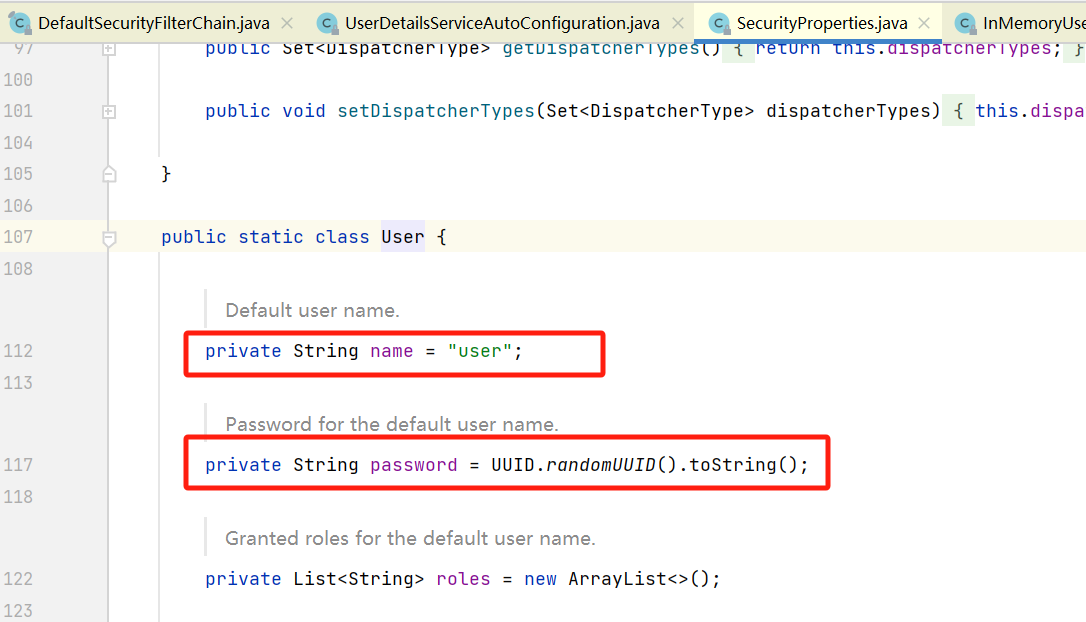 DefaultSecurityFilterChain.java UserDetailsServiceAutoConfiguration.java SecurityProperties.java InMemoryUse
97 public Set<DispatcherType> getDispatcherTypes() { return this.dispatcherTypes; }
100
101 public void setDispatcherTypes(Set<DispatcherType> dispatcherTypes) { this.dispa
104
105 }
106
107 public static class User {
108
Default user name.
112 private String name = "user";
113
Password for the default user name.
117 private String password = UUID.randomUUID().toString();
118
Granted roles for the default user name.
122 private List<String> roles = new ArrayList<>();
123